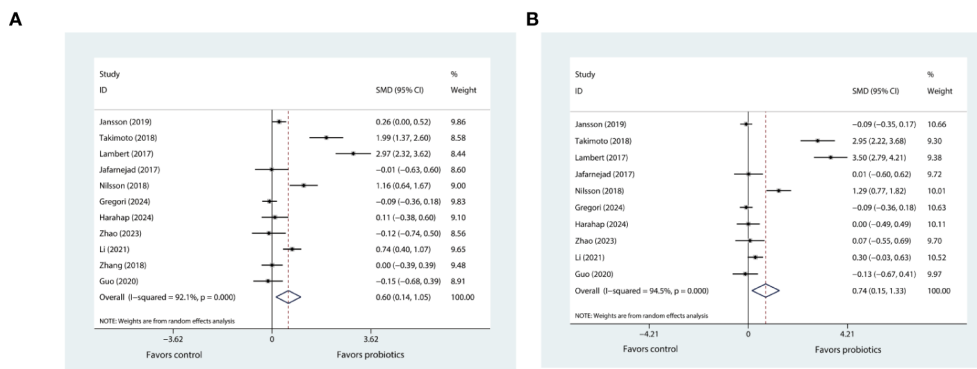 A
Study %
ID SMD (95% CI) Weight
Jansson (2019) 0.26 (0.00, 0.52) 9.86
Takimoto (2018) 1.99 (1.37, 2.60) 8.58
Lambert (2017) 2.97 (2.32, 3.62) 8.44
Jafarnejad (2017) −0.01 (−0.63, 0.60) 8.60
Nilsson (2018) 1.16 (0.64, 1.67) 9.00
Gregori (2024) −0.09 (−0.36, 0.18) 9.83
Harahap (2024) 0.11 (−0.38, 0.60) 9.10
Zhao (2023) −0.12 (−0.74, 0.50) 8.56
Li (2021) 0.74 (0.40, 1.07) 9.65
Zhang (2018) 0.00 (−0.39, 0.39) 9.48
Guo (2020) −0.15 (−0.68, 0.39) 8.91
Overall (I−squared = 92.1%, p = 0.000) 0.60 (0.14, 1.05) 100.00
NOTE: Weights are from random effects analysis
−3.62 0 3.62
Favors control Favors probiotics
B
Study %
ID SMD (95% CI) Weight
Jansson (2019) −0.09 (−0.35, 0.17) 10.66
Takimoto (2018) 2.95 (2.22, 3.68) 9.30
Lambert (2017) 3.50 (2.79, 4.21) 9.38
Jafarnejad (2017) 0.01 (−0.60, 0.62) 9.72
Nilsson (2018) 1.29 (0.77, 1.82) 10.01
Gregori (2024) −0.09 (−0.36, 0.18) 10.63
Harahap (2024) 0.00 (−0.49, 0.49) 10.11
Zhao (2023) 0.07 (−0.55, 0.69) 9.70
Li (2021) 0.30 (−0.03, 0.63) 10.52
Guo (2020) −0.13 (−0.67, 0.41) 9.97
Overall (I−squared = 94.5%, p = 0.000) 0.74 (0.15, 1.33) 100.00
NOTE: Weights are from random effects analysis
−4.21 0 4.21
Favors control Favors probiotics